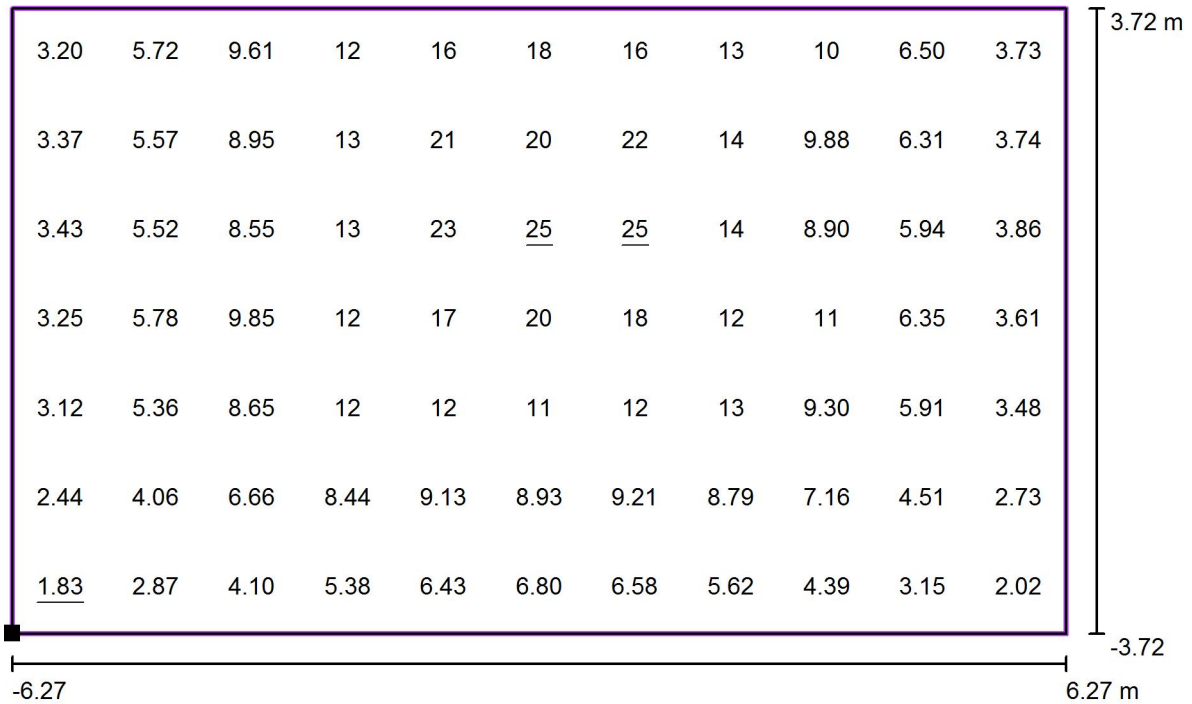 3.72 m
3.20 5.72 9.61 12 16 18 16 13 10 6.50 3.73
3.37 5.57 8.95 13 21 20 22 14 9.88 6.31 3.74
3.43 5.52 8.55 13 23 25 25 14 8.90 5.94 3.86
3.25 5.78 9.85 12 17 20 18 12 11 6.35 3.61
3.12 5.36 8.65 12 12 11 12 13 9.30 5.91 3.48
2.44 4.06 6.66 8.44 9.13 8.93 9.21 8.79 7.16 4.51 2.73
1.83 2.87 4.10 5.38 6.43 6.80 6.58 5.62 4.39 3.15 2.02
-3.72
-6.27 6.27 m